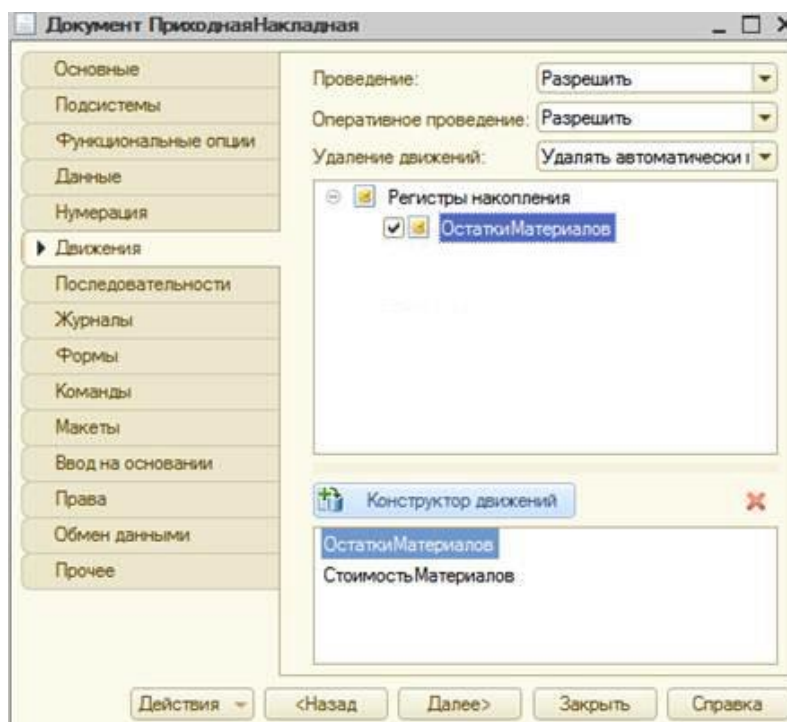 Документ ПриходнаяНакладная
Основные
Подсистемы
Функциональные опции
Данные
Нумерация
Движения
Последовательности
Журналы
Формы
Команды
Макеты
Ввод на основании
Права
Обмен данными
Прочее
Проведение: Разрешить
Оперативное проведение: Разрешить
Удаление движений: Удалять автоматически
Регистры накопления
ОстаткиМатериалов
Конструктор движений
ОстаткиМатериалов
СтоимостьМатериалов
Действия <Назад Далее> Закрыть Справка